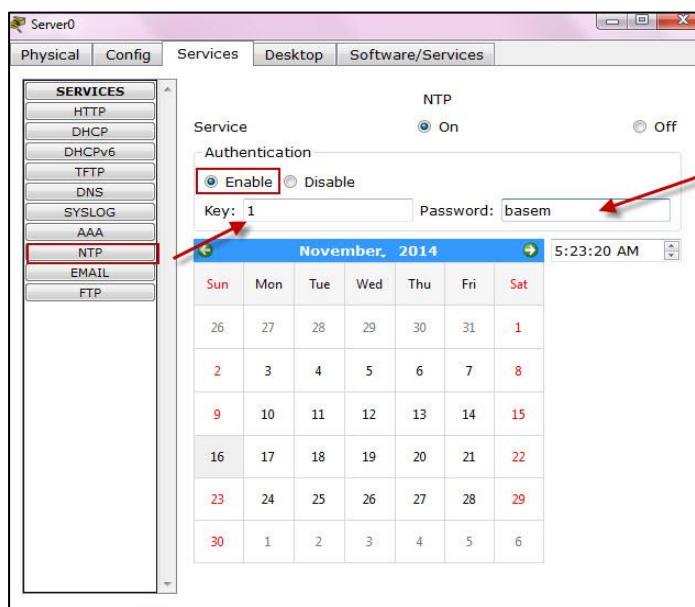 Server0
Physical Config Services Desktop Software/Services
SERVICES
HTTP
DHCP
DHCPv6
TFTP
DNS
SYSLOG
AAA
NTP
EMAIL
FTP
NTP
Service On Off
Authentication
Enable Disable
Key: 1 Password: basem
November, 2014 5:23:20 AM
Sun Mon Tue Wed Thu Fri Sat
26 27 28 29 30 31 1
2 3 4 5 6 7 8
9 10 11 12 13 14 15
16 17 18 19 20 21 22
23 24 25 26 27 28 29
30 1 2 3 4 5 6